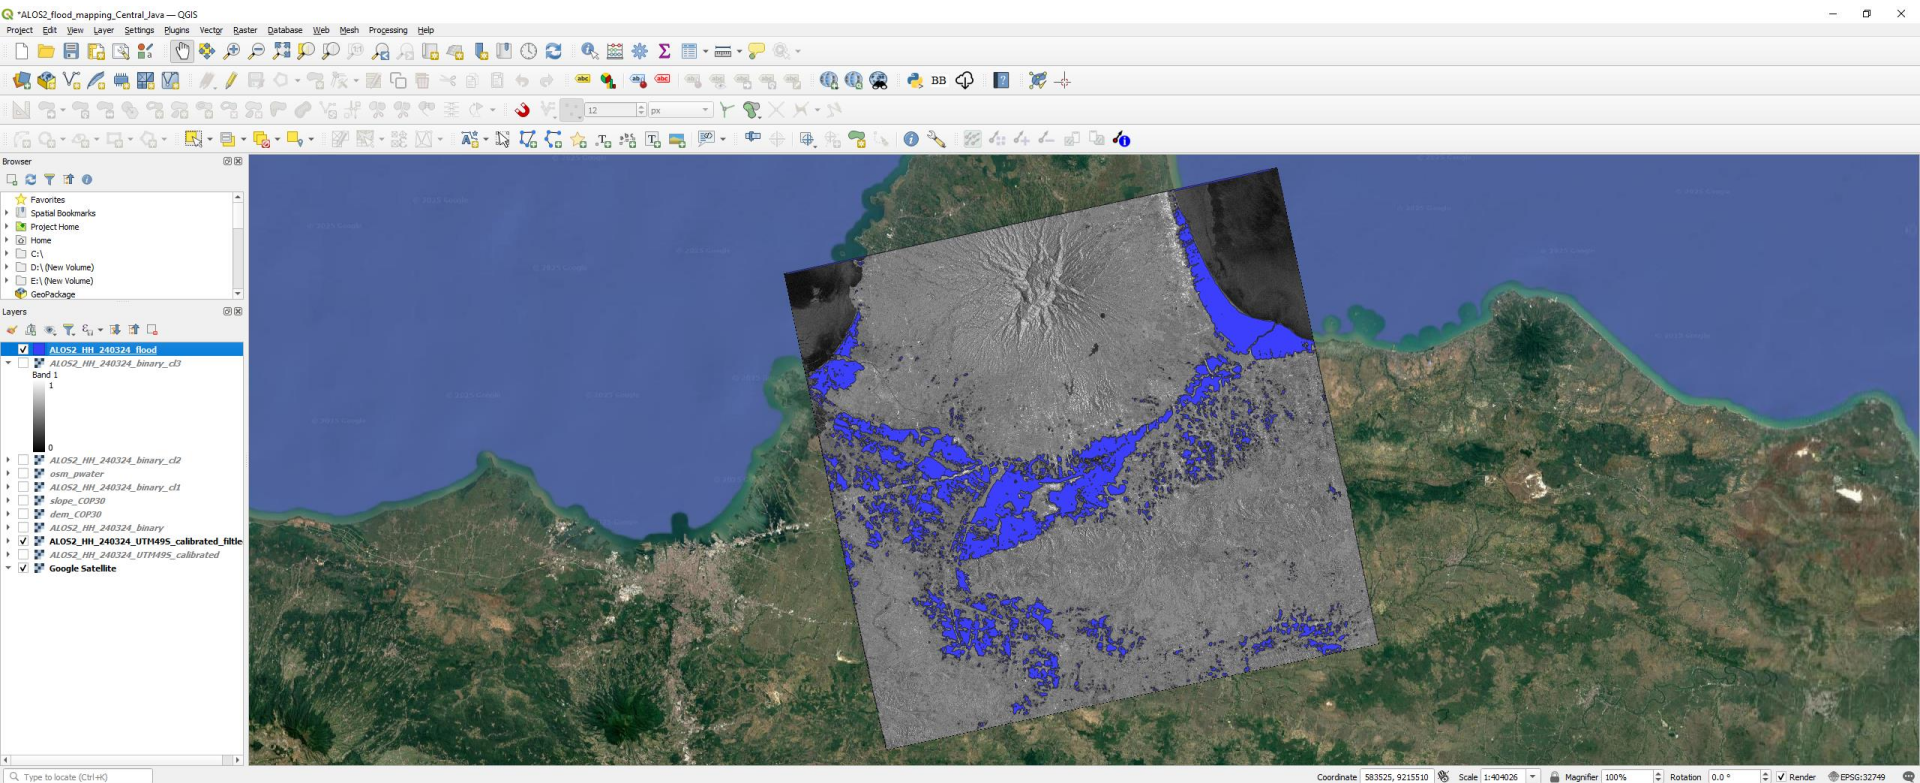 *ALOS2_flood_mapping_Central_Java — QGIS
Project Edit View Layer Settings Plugins Vector Raster Database Web Mesh Processing Help
BB
12 px
Browser
Favorites
Spatial Bookmarks
Project Home
Home
C:\
D:\ (New Volume)
E:\ (New Volume)
GeoPackage
Layers
ALOS2_HH_240324_flood
ALOS2_HH_240324_binary_cl3
Band 1
1
0
ALOS2_HH_240324_binary_cl2
osm_pwater
ALOS2_HH_240324_binary_cl1
slope_COP30
dem_COP30
ALOS2_HH_240324_binary
ALOS2_HH_240324_UTM49S_calibrated_filtle
ALOS2_HH_240324_UTM49S_calibrated
Google Satellite
Type to locate (Ctrl+K)
Coordinate 583525, 9215510 Scale 1:404026 Magnifier 100% Rotation 0.0 ° Render EPSG:32749